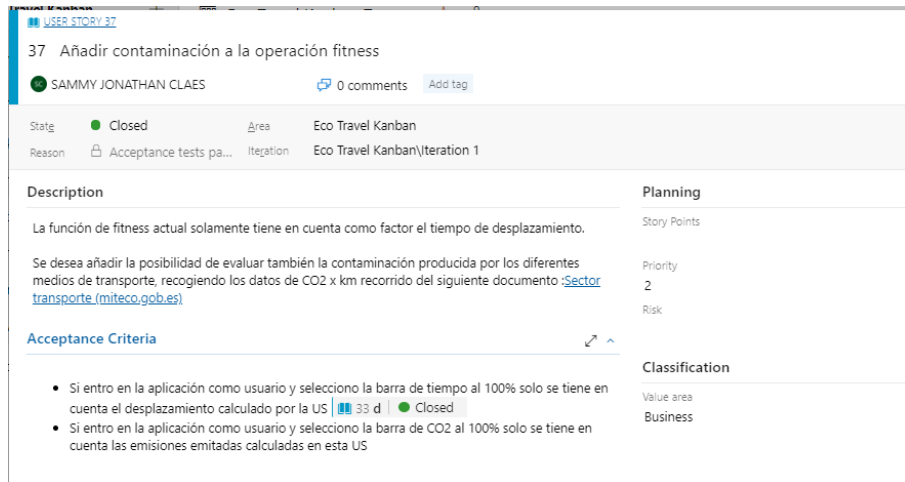 USER STORY 37
37 Añadir contaminación a la operación fitness
SC SAMMY JONATHAN CLAES 0 comments Add tag
State Closed Area Eco Travel Kanban
Reason Acceptance tests pa... Iteration Eco Travel Kanban\Iteration 1
Description
La función de fitness actual solamente tiene en cuenta como factor el tiempo de desplazamiento.
Se desea añadir la posibilidad de evaluar también la contaminación producida por los diferentes
medios de transporte, recogiendo los datos de CO2 x km recorrido del siguiente documento :Sector
transporte (miteco.gob.es)
Acceptance Criteria
• Si entro en la aplicación como usuario y selecciono la barra de tiempo al 100% solo se tiene en
cuenta el desplazamiento calculado por la US 33 d Closed
• Si entro en la aplicación como usuario y selecciono la barra de CO2 al 100% solo se tiene en
cuenta las emisiones emitadas calculadas en esta US
Planning
Story Points
Priority
2
Risk
Classification
Value area
Business